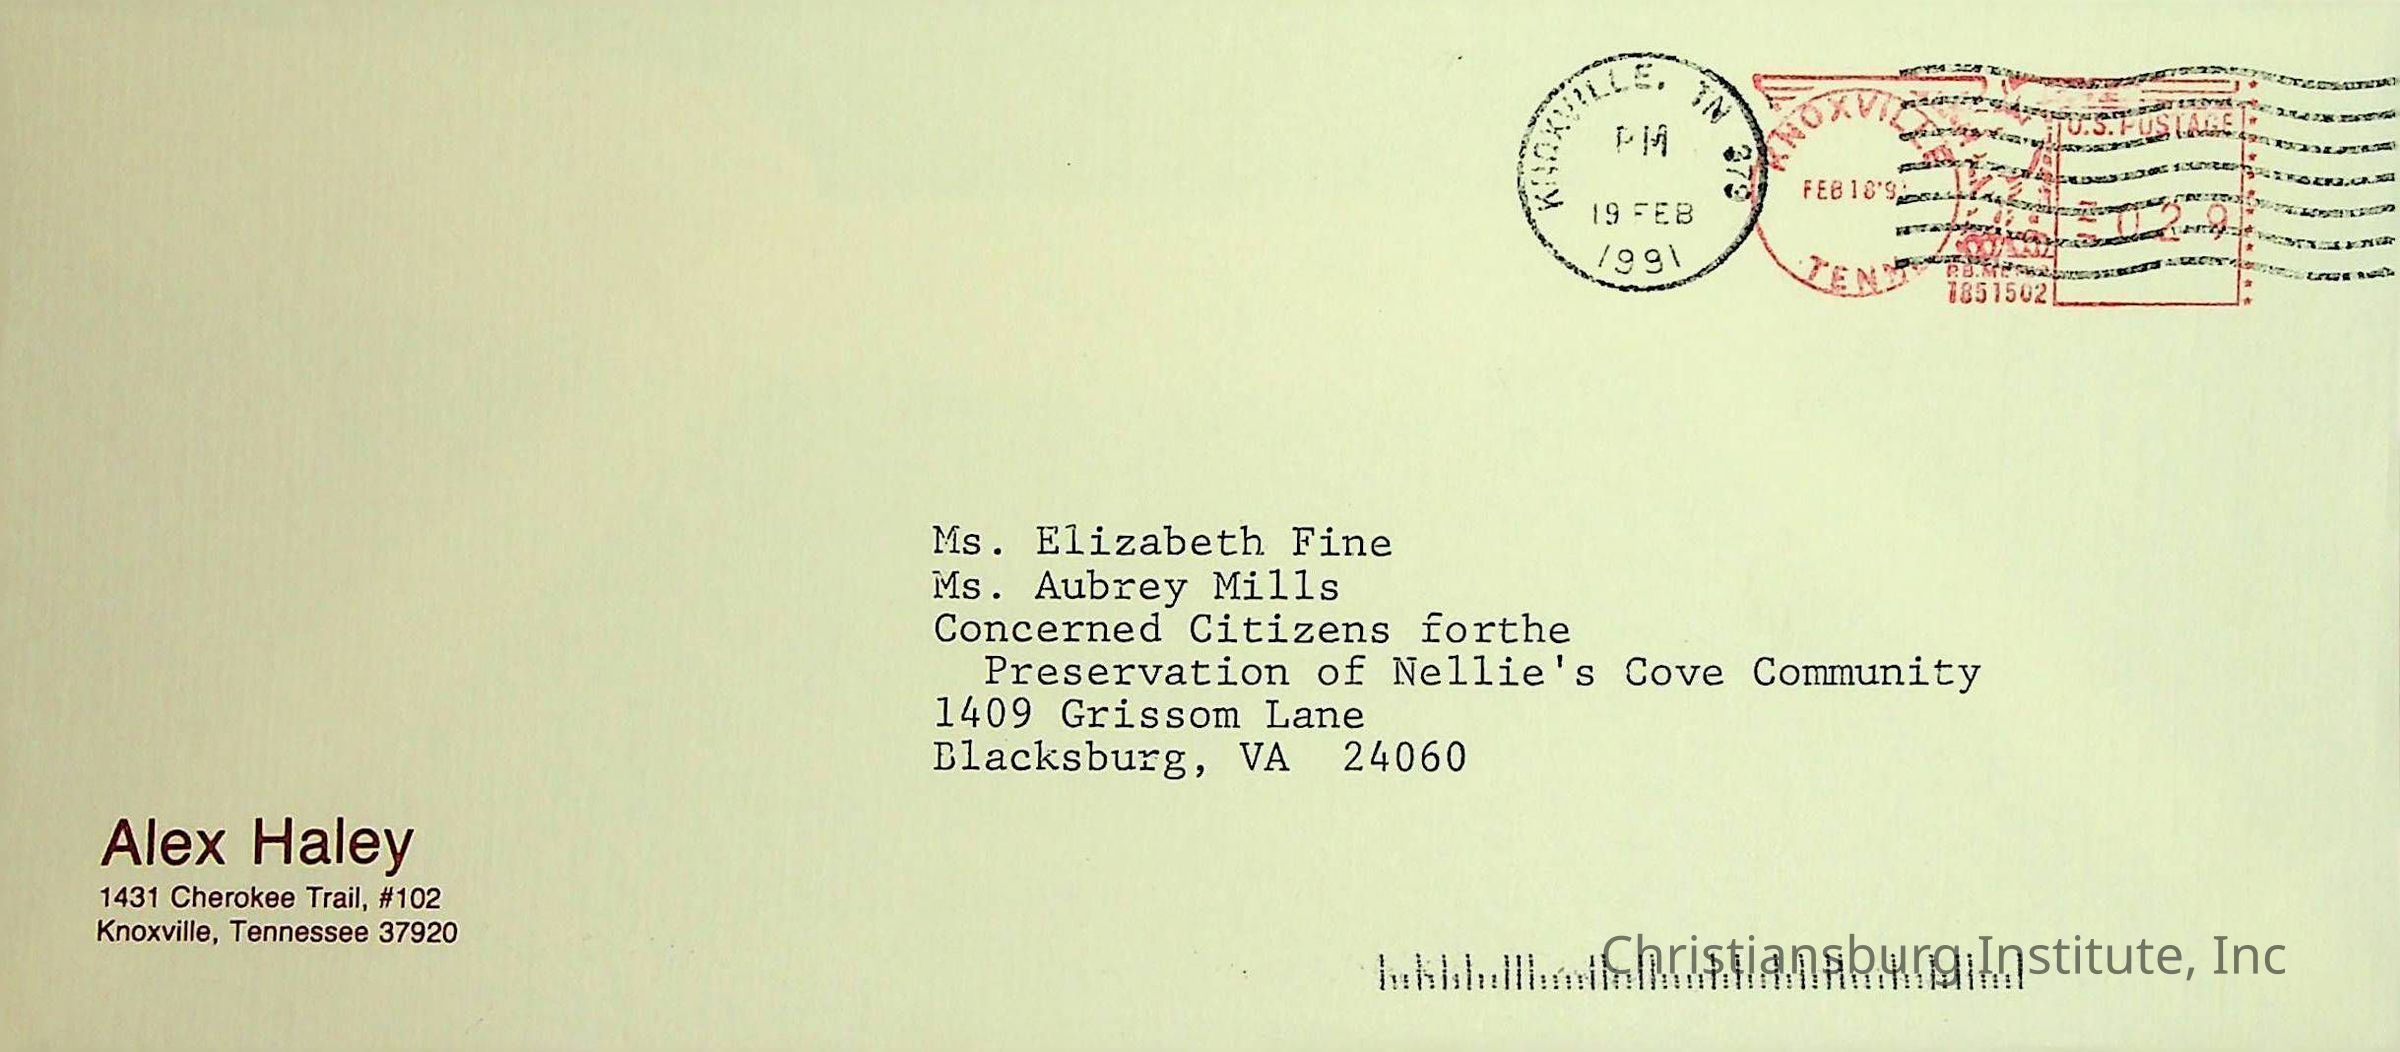 KNOXVILLE, TN 379
PM
19 FEB
1991
KNOXVILLE
FEB 18'9
TENN
U.S. POSTAGE
029
P.B. METER
7851502
Ms. Elizabeth Fine
Ms. Aubrey Mills
Concerned Citizens forthe
Preservation of Nellie's Cove Community
1409 Grissom Lane
Blacksburg, VA 24060
Alex Haley
1431 Cherokee Trail, #102
Knoxville, Tennessee 37920
Christiansburg Institute, Inc